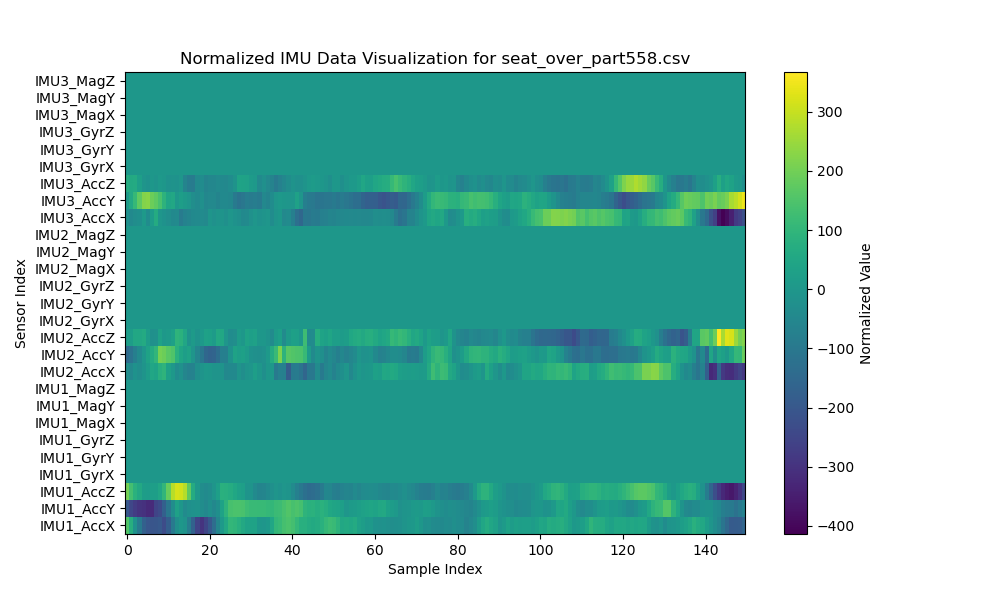 Normalized IMU Data Visualization for seat_over_part558.csv
IMU3_MagZ
IMU3_MagY
IMU3_MagX
IMU3_GyrZ
IMU3_GyrY
IMU3_GyrX
IMU3_AccZ
IMU3_AccY
IMU3_AccX
IMU2_MagZ
IMU2_MagY
IMU2_MagX
IMU2_GyrZ
IMU2_GyrY
IMU2_GyrX
IMU2_AccZ
IMU2_AccY
IMU2_AccX
IMU1_MagZ
IMU1_MagY
IMU1_MagX
IMU1_GyrZ
IMU1_GyrY
IMU1_GyrX
IMU1_AccZ
IMU1_AccY
IMU1_AccX
Sensor Index
0 20 40 60 80 100 120 140
Sample Index
300
200
100
0
−100
−200
−300
−400
Normalized Value